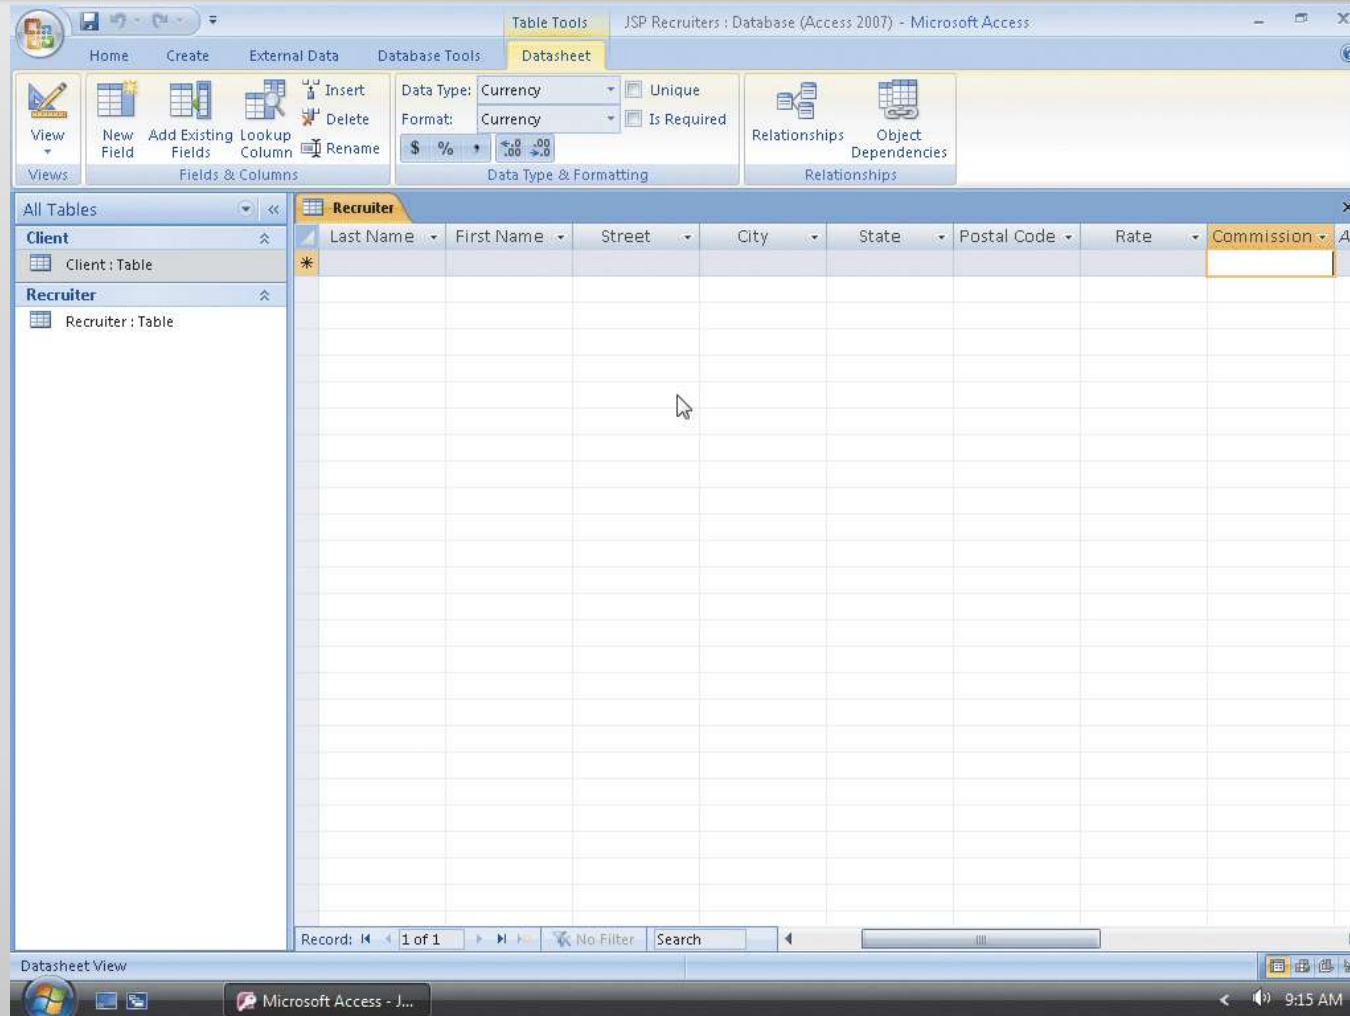 Table Tools JSP Recruiters : Database (Access 2007) - Microsoft Access
Home Create External Data Database Tools Datasheet
View
Views
New Field
Add Existing Fields
Lookup Column
Insert
Delete
Rename
Fields & Columns
Data Type: Currency
Format: Currency
$ % ,
Unique
Is Required
Data Type & Formatting
Relationships
Object Dependencies
Relationships
All Tables
Client
Client : Table
Recruiter
Recruiter : Table
Recruiter
Last Name First Name Street City State Postal Code Rate Commission A
Record: 1 of 1 No Filter Search
Datasheet View
Microsoft Access - J... 9:15 AM